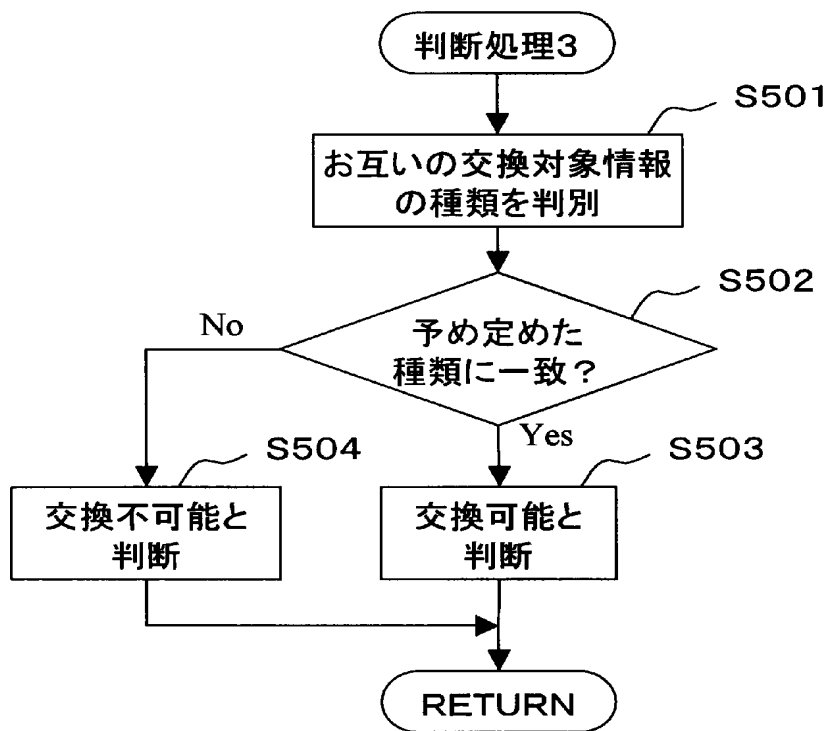 判断処理3
S501
お互いの交換対象情報
の種類を判別
S502
予め定めた
種類に一致?
No
Yes
S504
交換不可能と
判断
S503
交換可能と
判断
RETURN